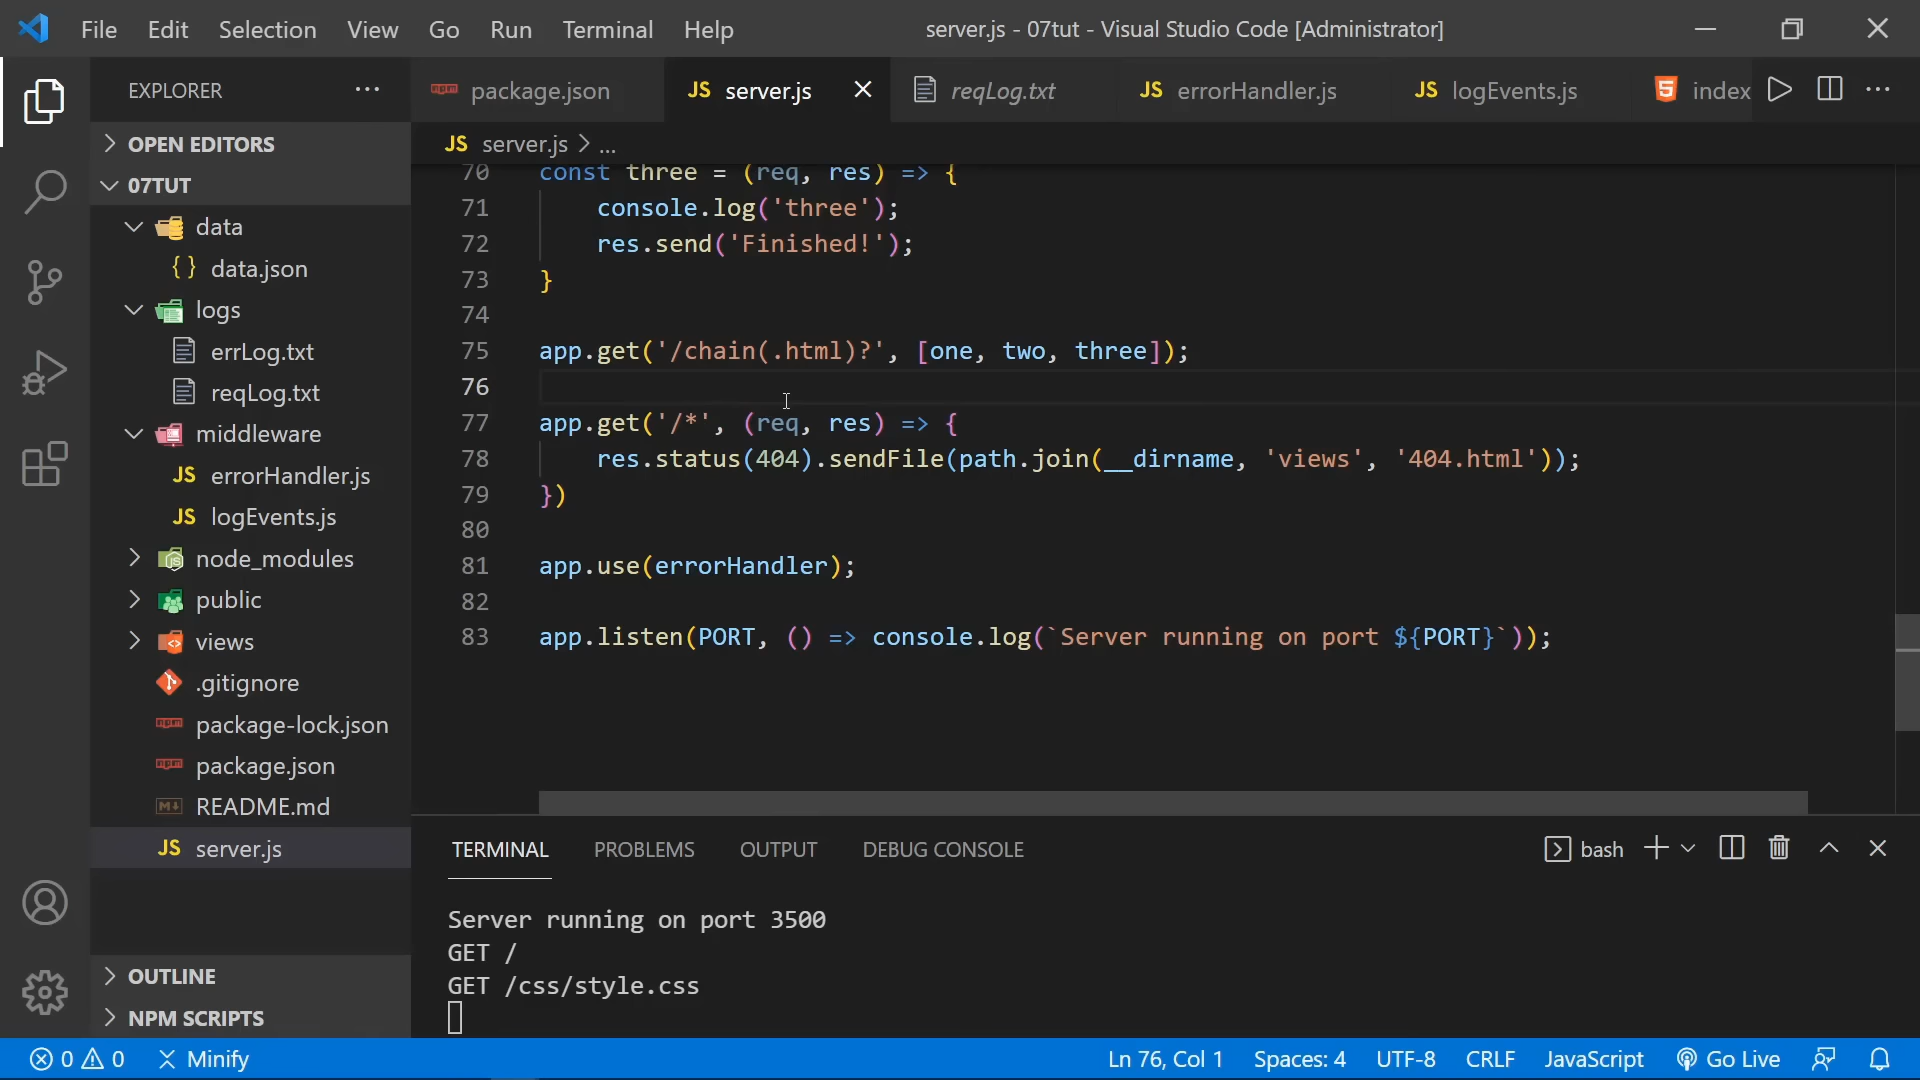 File Edit Selection View Go Run Terminal Help server.js - 07tut - Visual Studio Code [Administrator]
EXPLORER ···
OPEN EDITORS
07TUT
data
{ } data.json
logs
errLog.txt
reqLog.txt
middleware
JS errorHandler.js
JS logEvents.js
node_modules
public
views
.gitignore
package-lock.json
package.json
README.md
JS server.js
OUTLINE
NPM SCRIPTS
package.json JS server.js reqLog.txt JS errorHandler.js JS logEvents.js index ···
JS server.js > ...
70 const three = (req, res) => {
71 console.log('three');
72 res.send('Finished!');
73 }
74
75 app.get('/chain(.html)?', [one, two, three]);
76
77 app.get('/*', (req, res) => {
78 res.status(404).sendFile(path.join(__dirname, 'views', '404.html'));
79 })
80
81 app.use(errorHandler);
82
83 app.listen(PORT, () => console.log(`Server running on port ${PORT}`));
TERMINAL PROBLEMS OUTPUT DEBUG CONSOLE bash
Server running on port 3500
GET /
GET /css/style.css
0 0 Minify Ln 76, Col 1 Spaces: 4 UTF-8 CRLF JavaScript Go Live